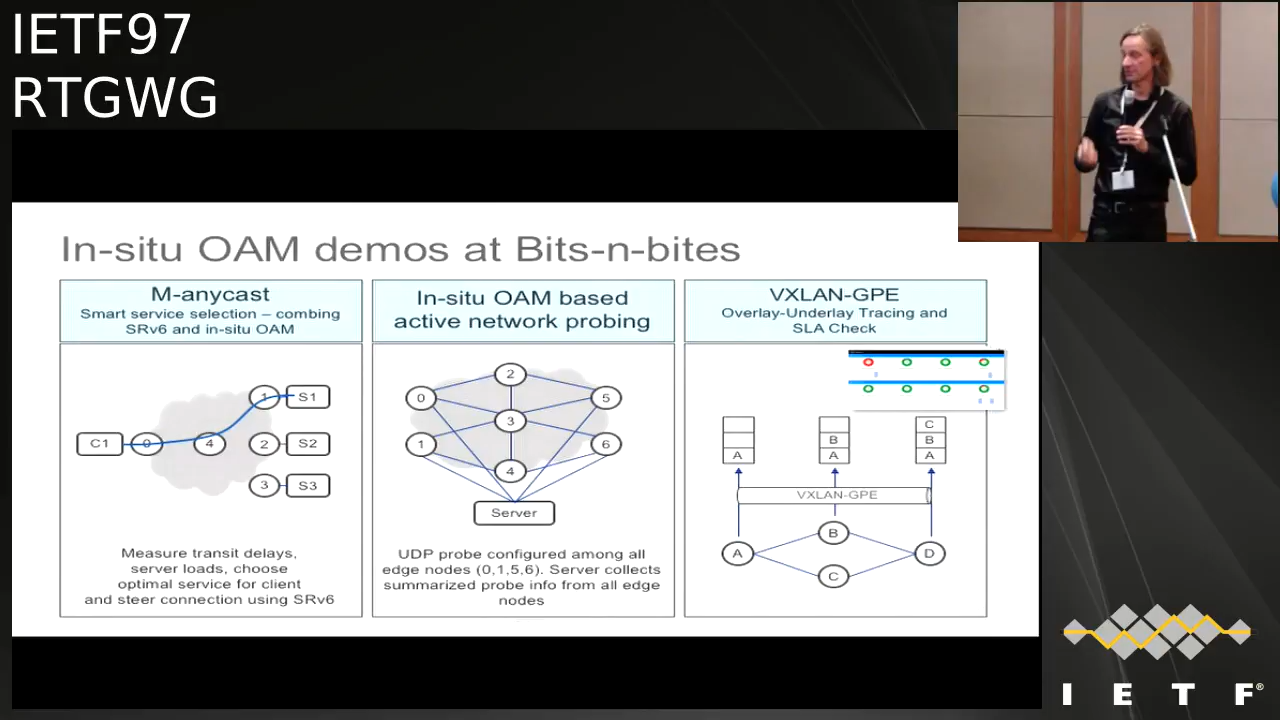 IETF97
RTGWG
In-situ OAM demos at Bits-n-bites
M-anycast
Smart service selection – combing
SRv6 and in-situ OAM
C1
0
4
1
S1
2
S2
3
S3
Measure transit delays,
server loads, choose
optimal service for client
and steer connection using SRv6
In-situ OAM based
active network probing
2
0
5
3
1
6
4
Server
UDP probe configured among all
edge nodes (0,1,5,6). Server collects
summarized probe info from all edge
nodes
VXLAN-GPE
Overlay-Underlay Tracing and
SLA Check
A
B
A
C
B
A
VXLAN-GPE
B
A
D
C
I E T F®